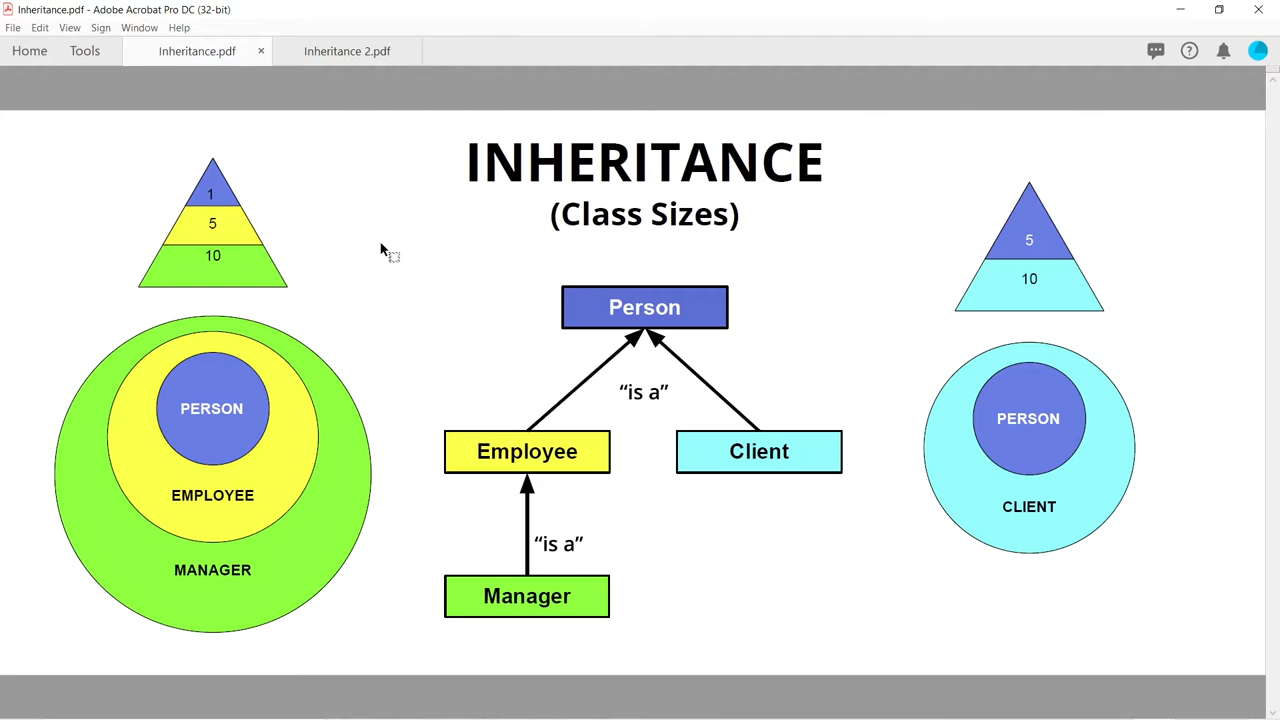 Inheritance.pdf - Adobe Acrobat Pro DC (32-bit)
File Edit View Sign Window Help
Home Tools Inheritance.pdf × Inheritance 2.pdf
INHERITANCE
(Class Sizes)
1
5
10
PERSON
EMPLOYEE
MANAGER
Person
“is a”
Employee
Client
“is a”
Manager
5
10
PERSON
CLIENT